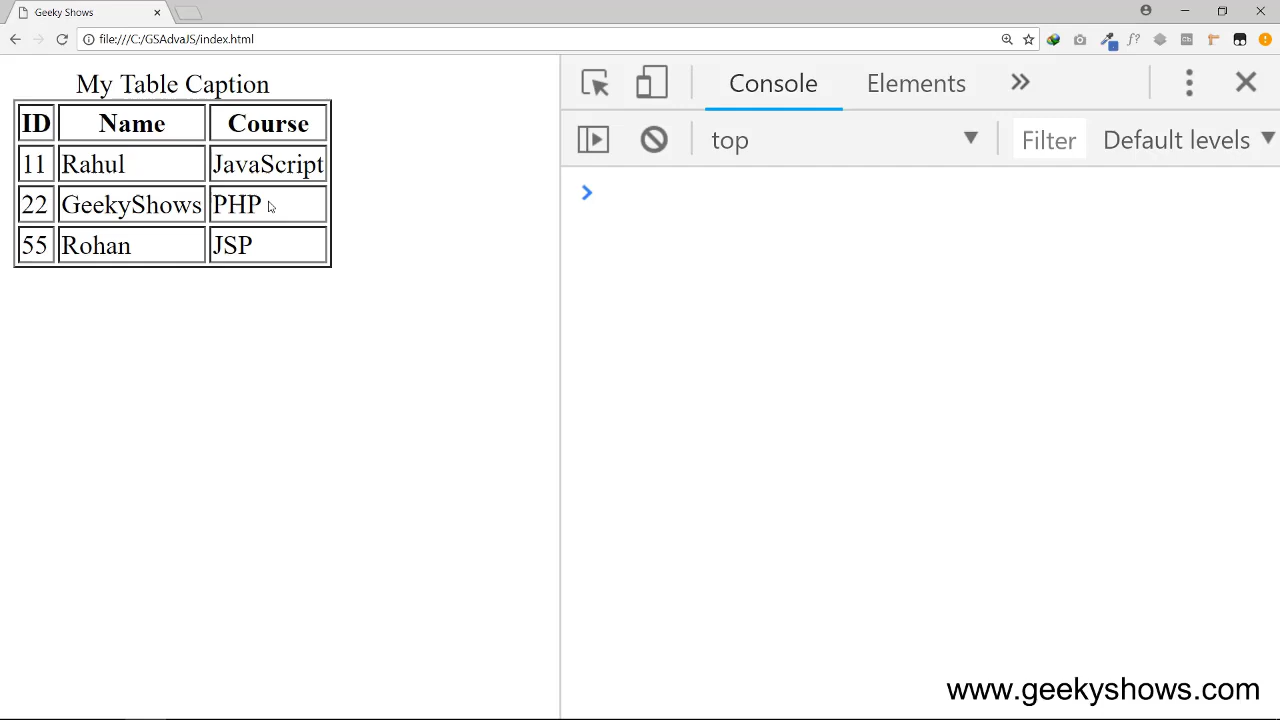 Geeky Shows
file:///C:/GSAdvaJS/index.html
My Table Caption
ID Name Course
11 Rahul JavaScript
22 GeekyShows PHP
55 Rohan JSP
Console Elements
top Filter Default levels
www.geekyshows.com